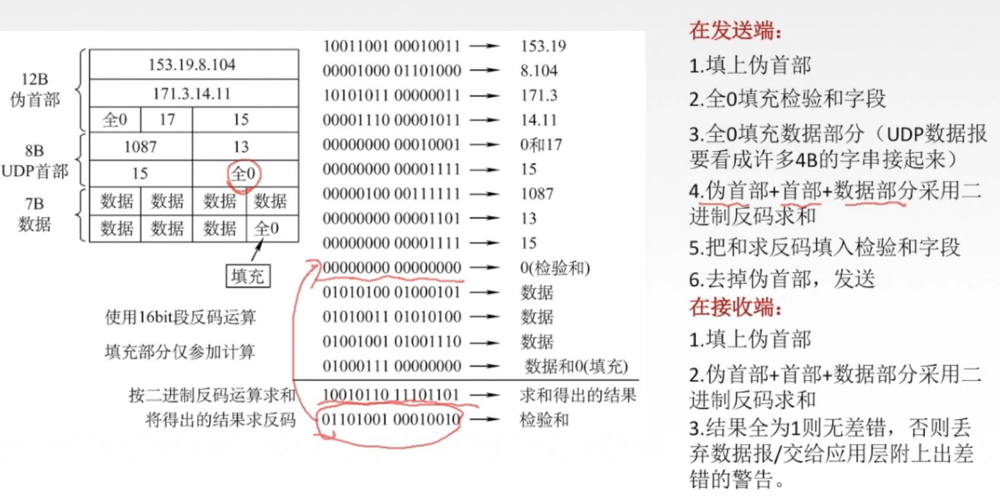 12B
伪首部
153.19.8.104
171.3.14.11
全0 17 15
8B
UDP首部
1087 13
15 全0
7B
数据
数据 数据 数据 数据
数据 数据 数据 全0
填充
使用16bit段反码运算
填充部分仅参加计算
10011001 00010011 → 153.19
00001000 01101000 → 8.104
10101011 00000011 → 171.3
00001110 00001011 → 14.11
00000000 00010001 → 0和17
00000000 00001111 → 15
00000100 00111111 → 1087
00000000 00001101 → 13
00000000 00001111 → 15
00000000 00000000 → 0(检验和)
01010100 01000101 → 数据
01010011 01010100 → 数据
01001001 01001110 → 数据
01000111 00000000 → 数据和0(填充)
按二进制反码运算求和 10010110 11101101 → 求和得出的结果
将得出的结果求反码 01101001 00010010 → 检验和
在发送端：
1.填上伪首部
2.全0填充检验和字段
3.全0填充数据部分（UDP数据报
要看成许多4B的字串接起来）
4.伪首部+首部+数据部分采用二
进制反码求和
5.把和求反码填入检验和字段
6.去掉伪首部，发送
在接收端：
1.填上伪首部
2.伪首部+首部+数据部分采用二
进制反码求和
3.结果全为1则无差错，否则丢
弃数据报/交给应用层附上出差
错的警告。